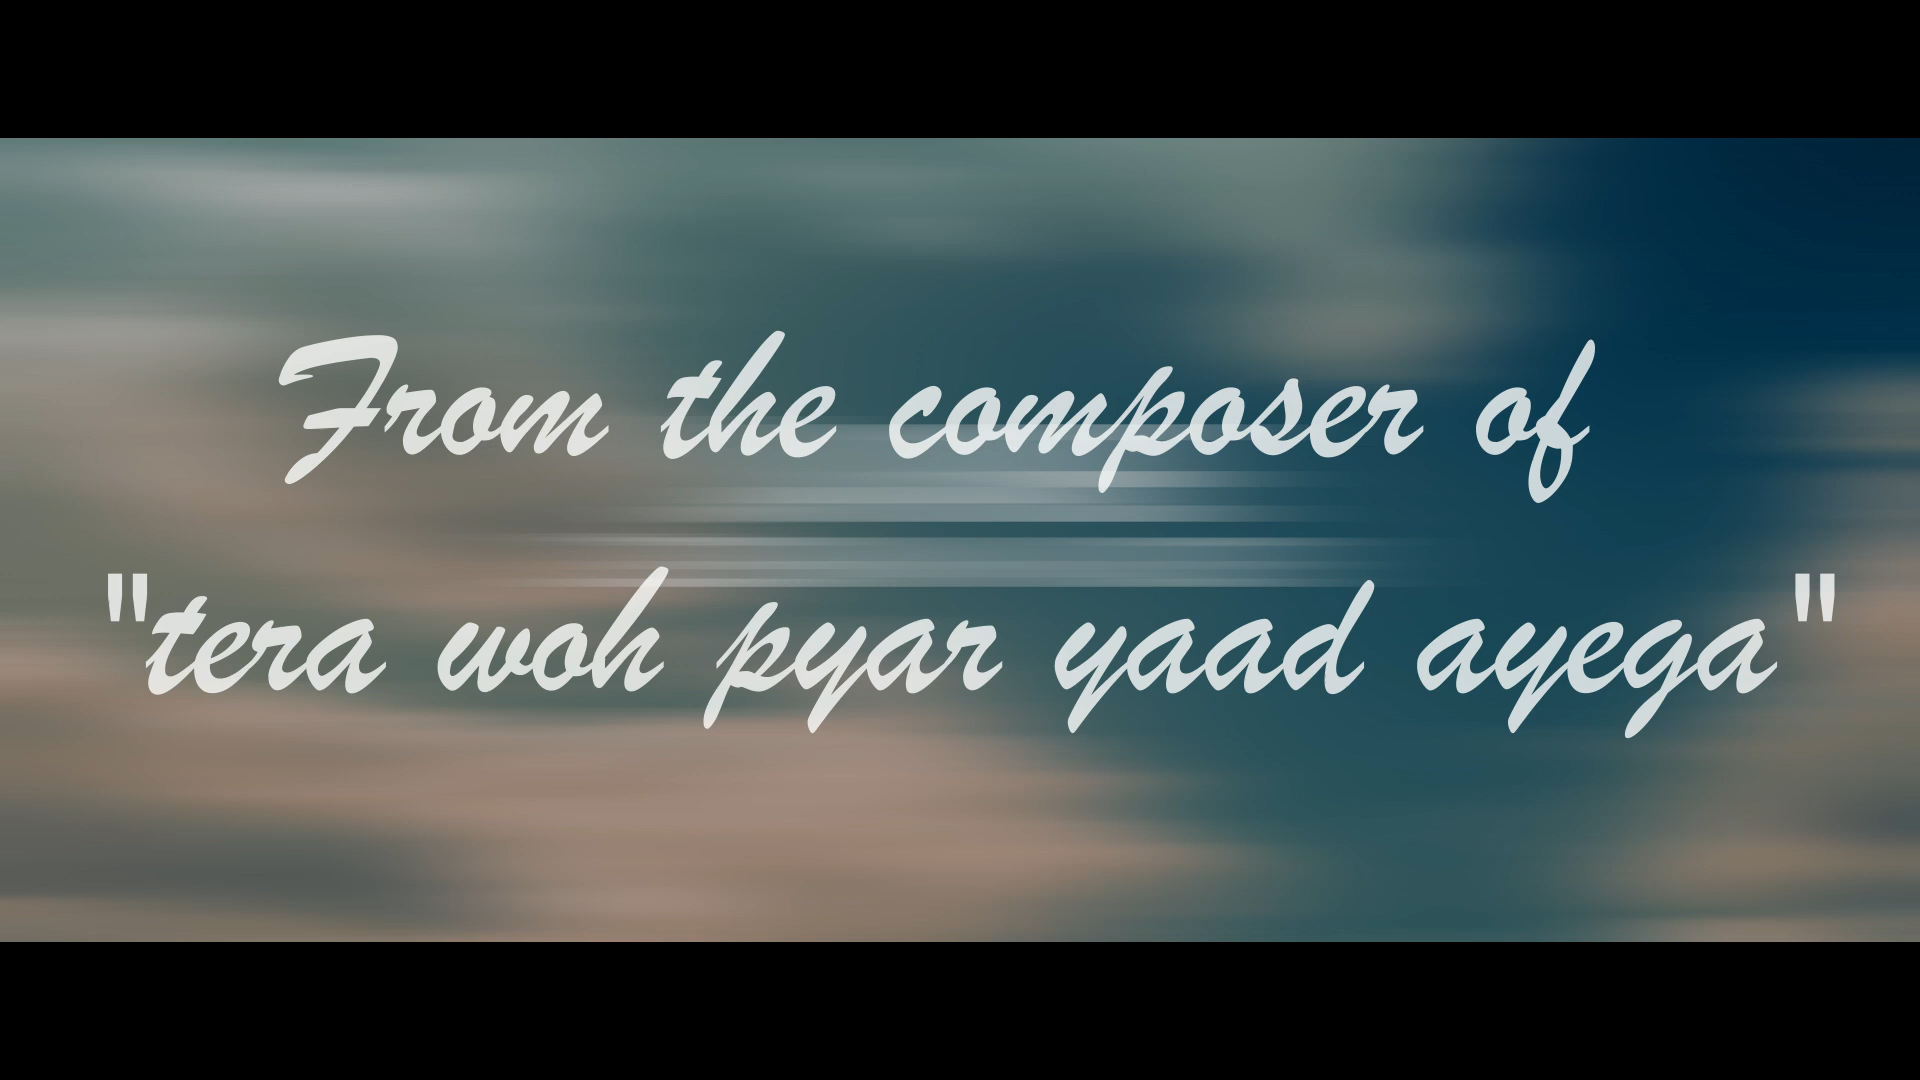 From the composer of
"tera woh pyar yaad ayega"